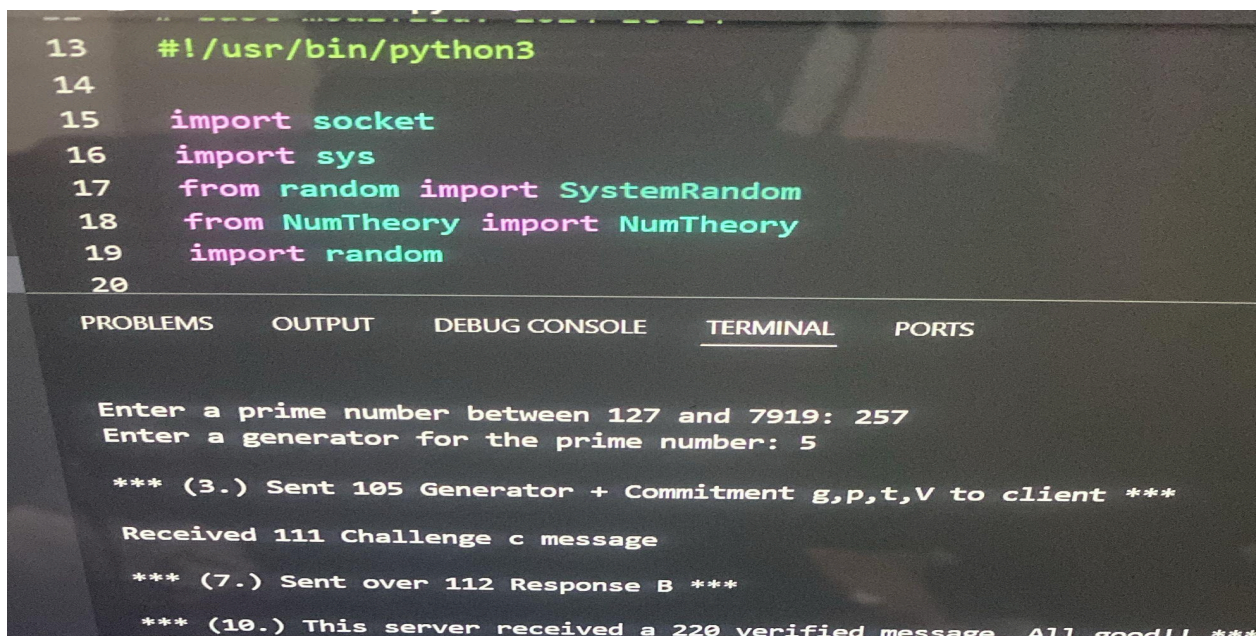 13 #!/usr/bin/python3
14
15 import socket
16 import sys
17 from random import SystemRandom
18 from NumTheory import NumTheory
19 import random
20
PROBLEMS OUTPUT DEBUG CONSOLE TERMINAL PORTS
Enter a prime number between 127 and 7919: 257
Enter a generator for the prime number: 5
*** (3.) Sent 105 Generator + Commitment g,p,t,V to client ***
Received 111 Challenge c message
*** (7.) Sent over 112 Response B ***
*** (10.) This server received a 220 verified message. All good!! **